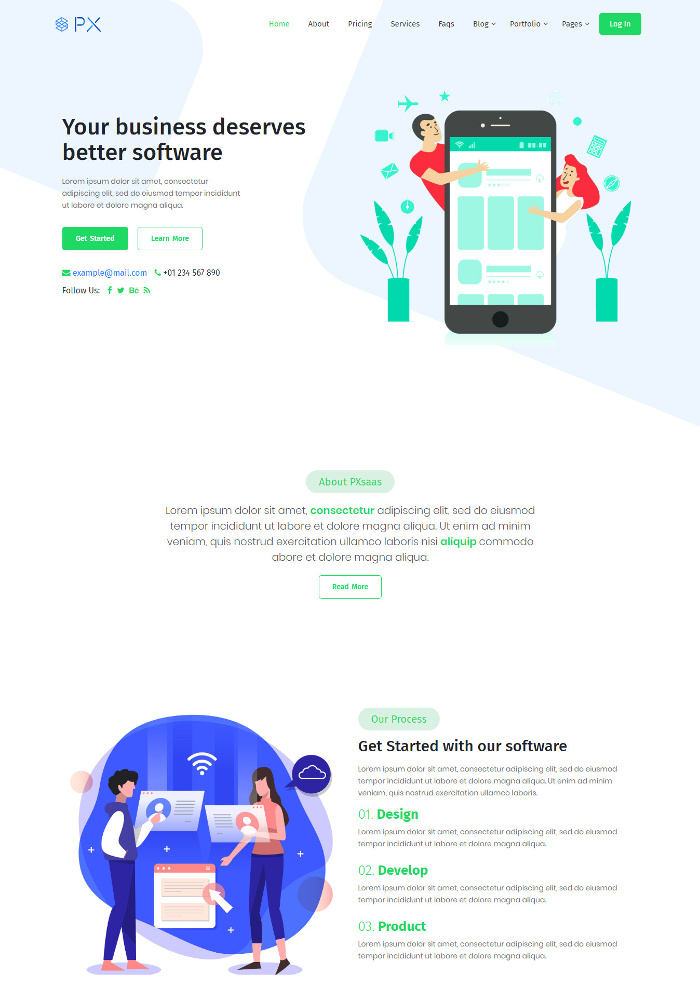 PX
Home About Pricing Services Faqs Blog Portfolio Pages Log In
Your business deserves
better software
Lorem ipsum dolor sit amet, consectetur
adipiscing elit, sed do eiusmod tempor incididunt
ut labore et dolore magna aliqua.
Get Started Learn More
example@mail.com +01 234 567 890
Follow Us: Bē
About PXsaas
Lorem ipsum dolor sit amet, consectetur adipiscing elit, sed do eiusmod
tempor incididunt ut labore et dolore magna aliqua. Ut enim ad minim
veniam, quis nostrud exercitation ullamco laboris nisi aliquip commodo
abore et dolore magna aliqua.
Read More
Our Process
Get Started with our software
Lorem ipsum dolor sit amet, consectetur adipiscing elit, sed do eiusmod
tempor incididunt ut labore et dolore magna aliqua. Ut enim ad minim
veniam, quis nostrud exercitation ullamco laboris.
01. Design
Lorem ipsum dolor sit amet, consectetur adipiscing elit, sed do eiusmod
tempor incididunt ut labore et dolore magna aliqua.
02. Develop
Lorem ipsum dolor sit amet, consectetur adipiscing elit, sed do eiusmod
tempor incididunt ut labore et dolore magna aliqua.
03. Product
Lorem ipsum dolor sit amet, consectetur adipiscing elit, sed do eiusmod
tempor incididunt ut labore et dolore magna aliqua.